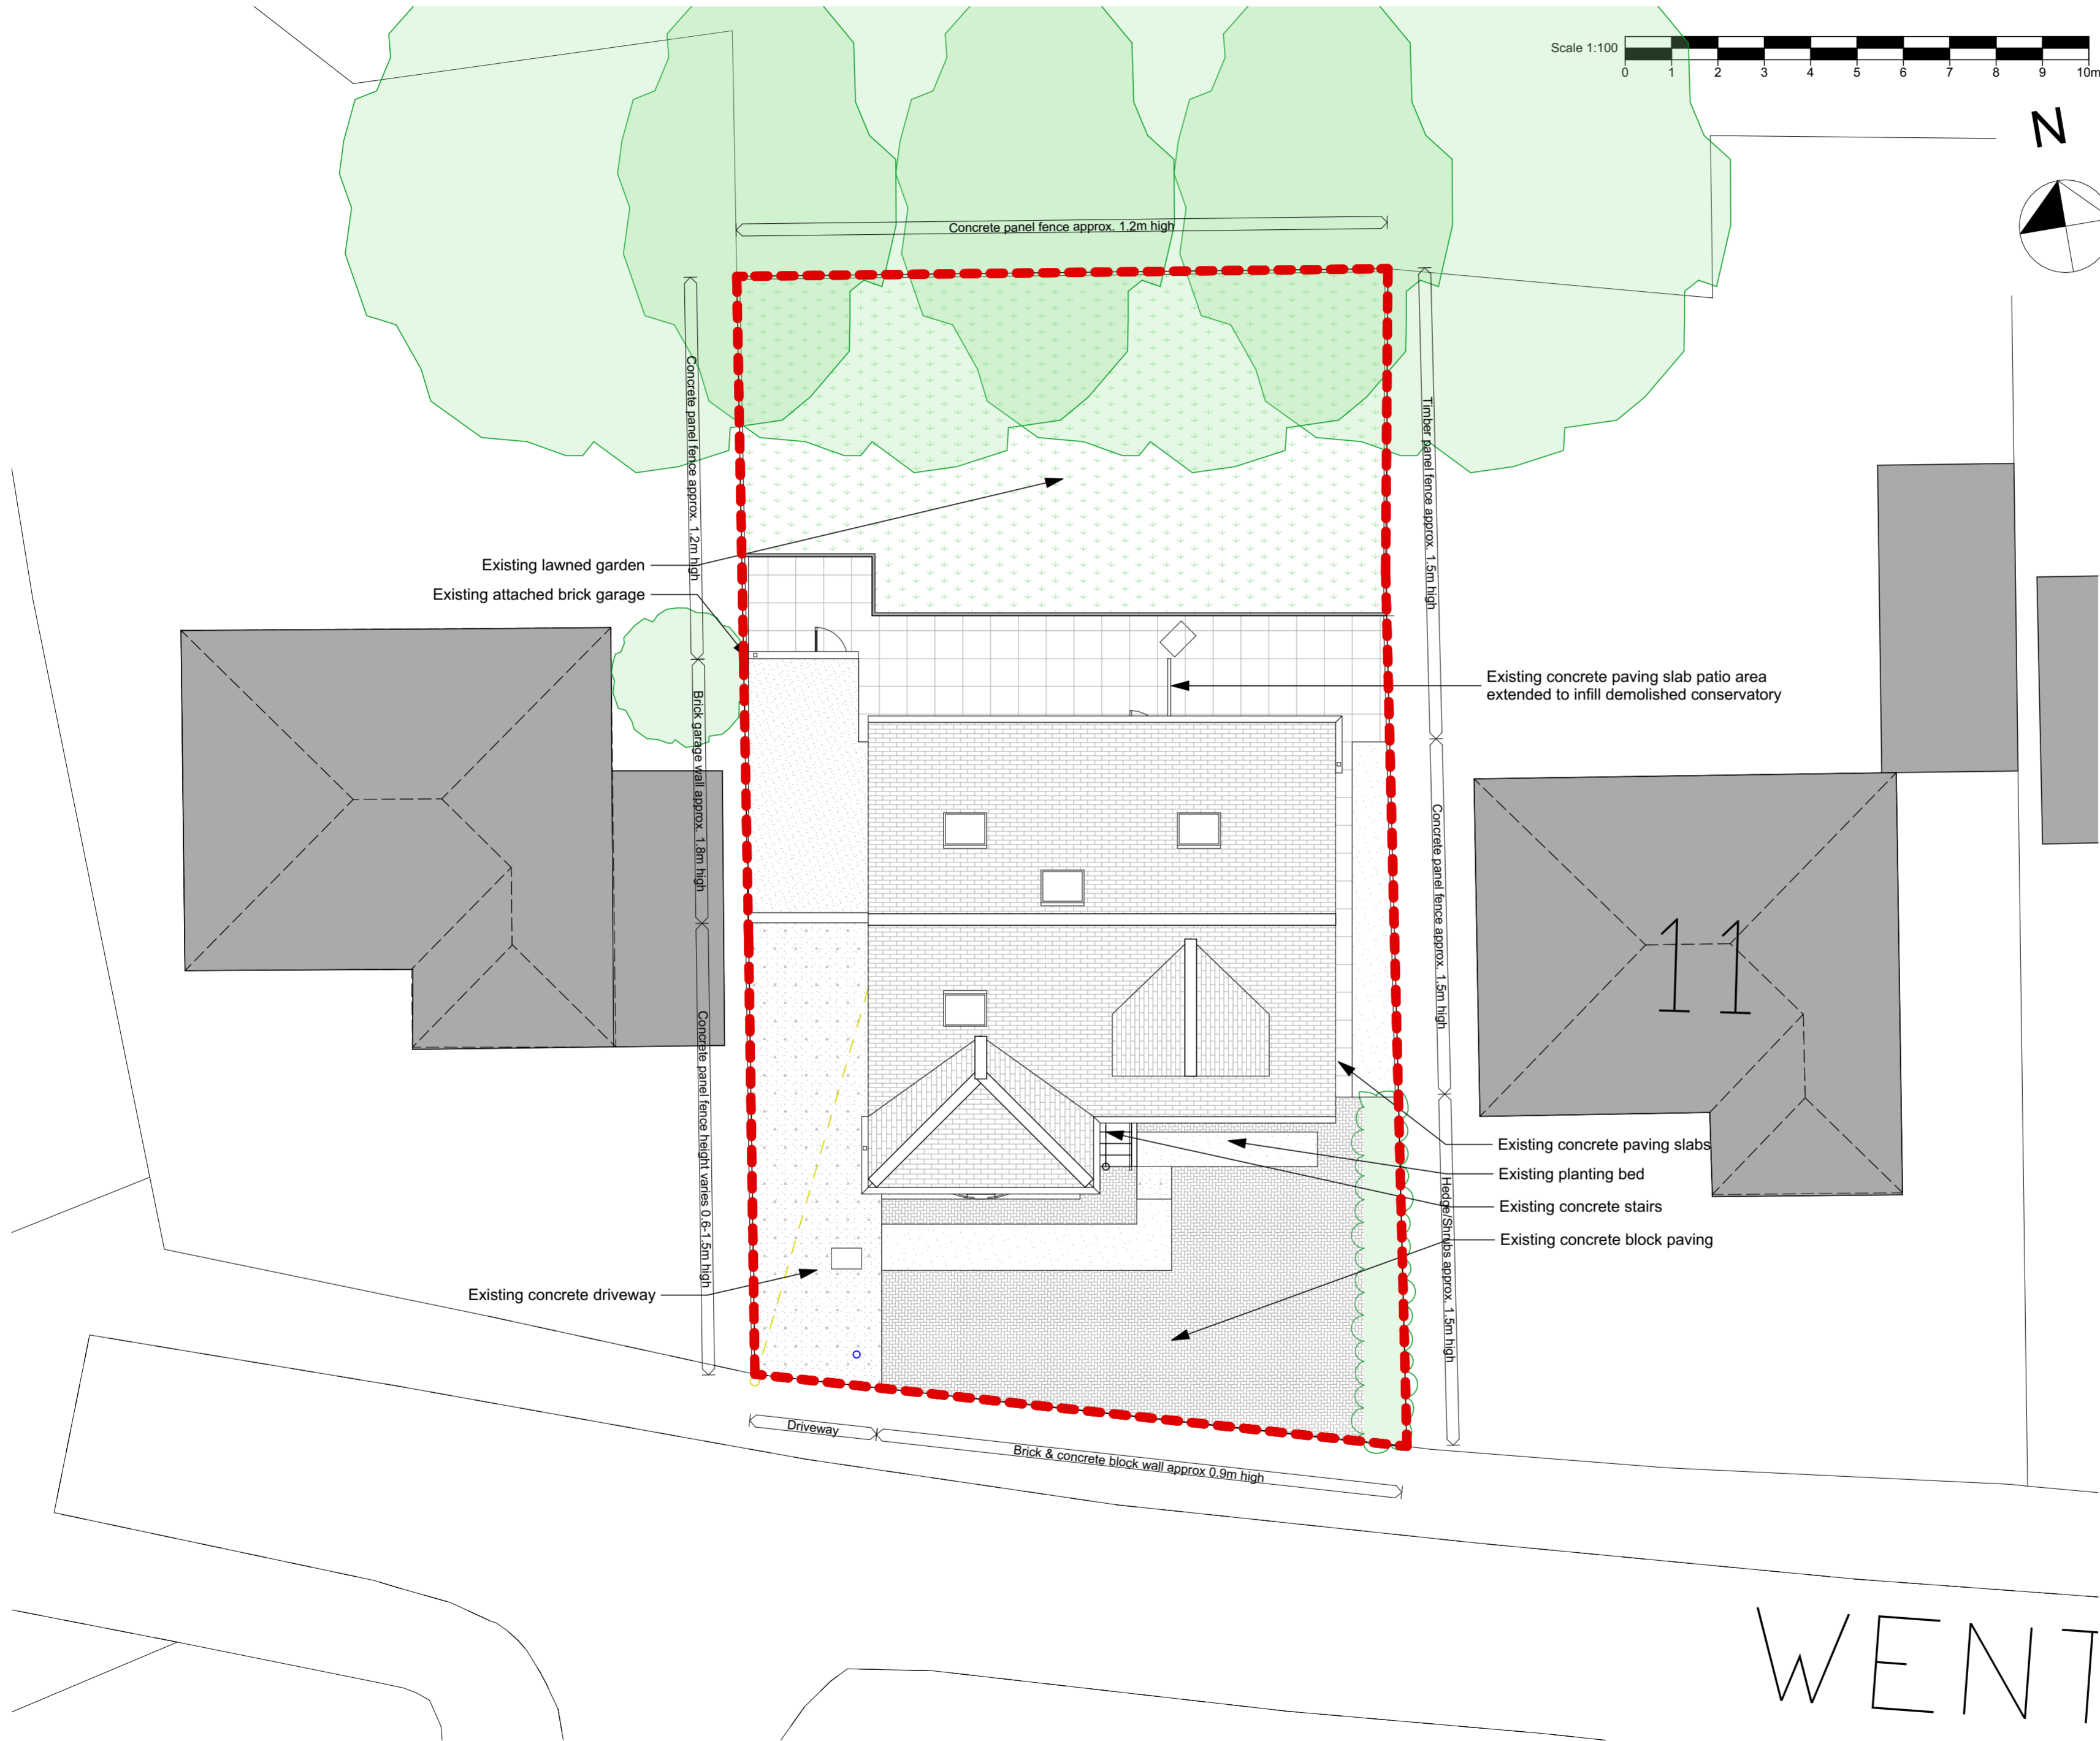 Scale 1:100
0 1 2 3 4 5 6 7 8 9 10m
N
Concrete panel fence approx. 1.2m high
Concrete panel fence approx. 1.2m high
Timber panel fence approx. 1.5m high
Existing lawned garden
Existing attached brick garage
Existing concrete paving slab patio area
extended to infill demolished conservatory
Brick garage wall approx. 1.8m high
Concrete panel fence approx. 1.5m high
11
Concrete panel fence height varies 0.6-1.5m high
Existing concrete paving slabs
Existing planting bed
Existing concrete stairs
Existing concrete block paving
Hedge/Shrubs approx. 1.5m high
Existing concrete driveway
Driveway
Brick & concrete block wall approx 0.9m high
WENT